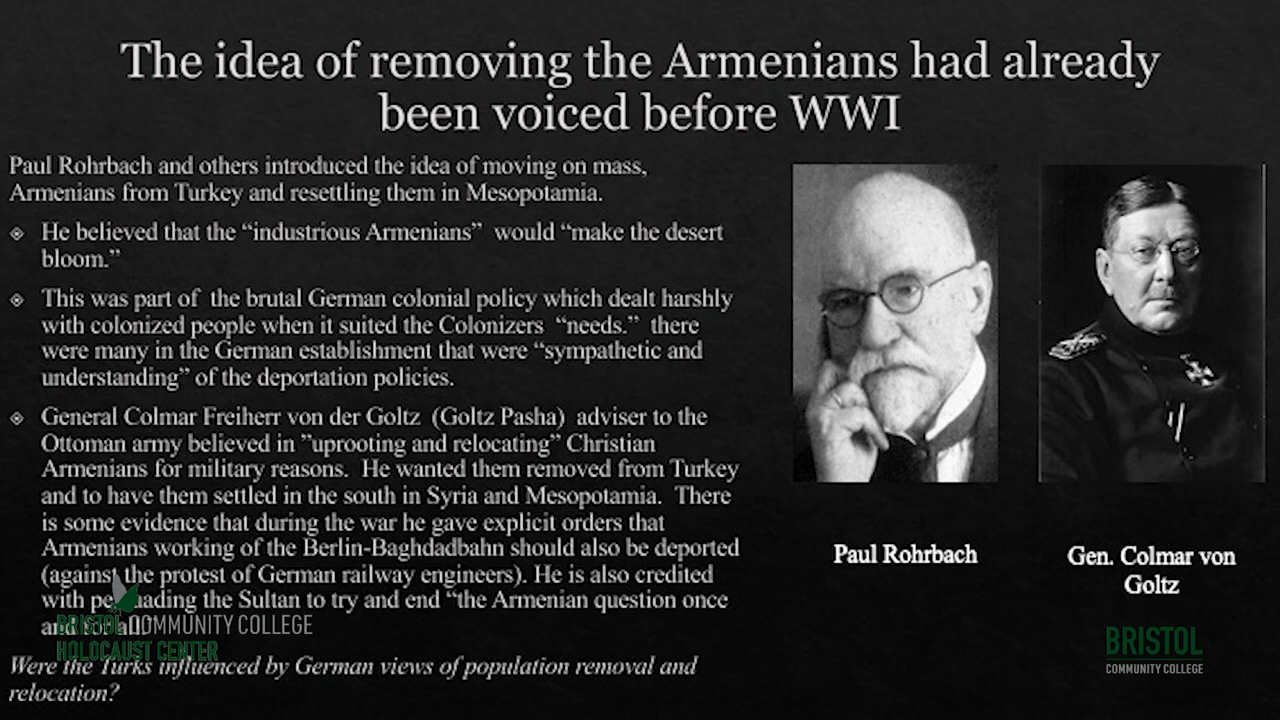 The idea of removing the Armenians had already
been voiced before WWI
Paul Rohrbach and others introduced the idea of moving on mass,
Armenians from Turkey and resettling them in Mesopotamia.
He believed that the “industrious Armenians” would “make the desert
bloom.”
This was part of the brutal German colonial policy which dealt harshly
with colonized people when it suited the Colonizers “needs.” there
were many in the German establishment that were “sympathetic and
understanding” of the deportation policies.
General Colmar Freiherr von der Goltz (Goltz Pasha) adviser to the
Ottoman army believed in ”uprooting and relocating” Christian
Armenians for military reasons. He wanted them removed from Turkey
and to have them settled in the south in Syria and Mesopotamia. There
is some evidence that during the war he gave explicit orders that
Armenians working of the Berlin-Baghdadbahn should also be deported
(against the protest of German railway engineers). He is also credited
with persuading the Sultan to try and end “the Armenian question once
and for all.”
Were the Turks influenced by German views of population removal and
relocation?
Paul Rohrbach
Gen. Colmar von
Goltz
BRISTOL COMMUNITY COLLEGE
HOLOCAUST CENTER
BRISTOL
COMMUNITY COLLEGE